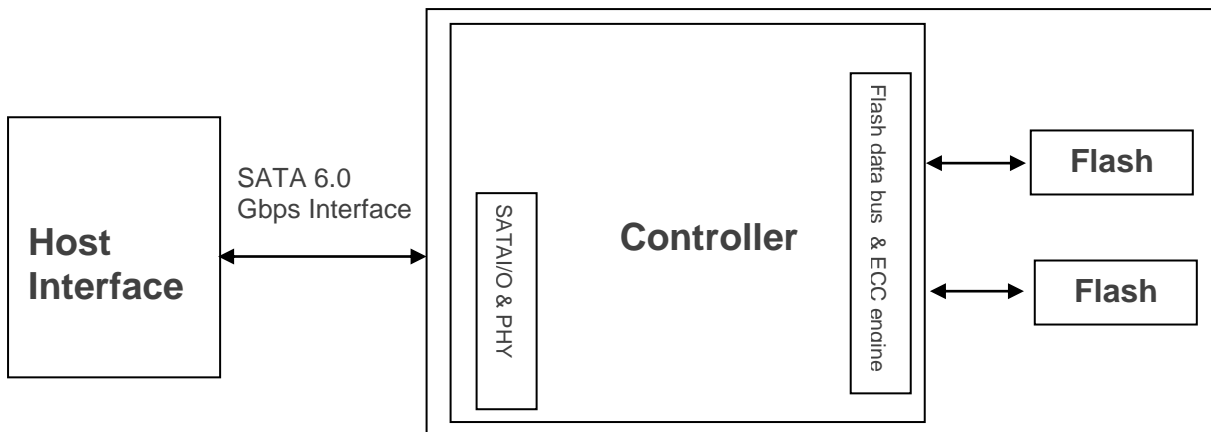 Host
Interface
SATA 6.0
Gbps Interface
SATAI/O & PHY
Controller
Flash data bus & ECC engine
Flash
Flash